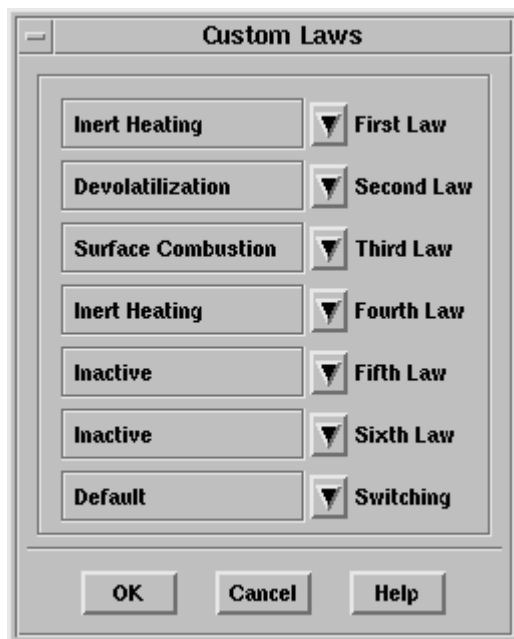 Custom Laws
Inert Heating First Law
Devolatilization Second Law
Surface Combustion Third Law
Inert Heating Fourth Law
Inactive Fifth Law
Inactive Sixth Law
Default Switching
OK Cancel Help